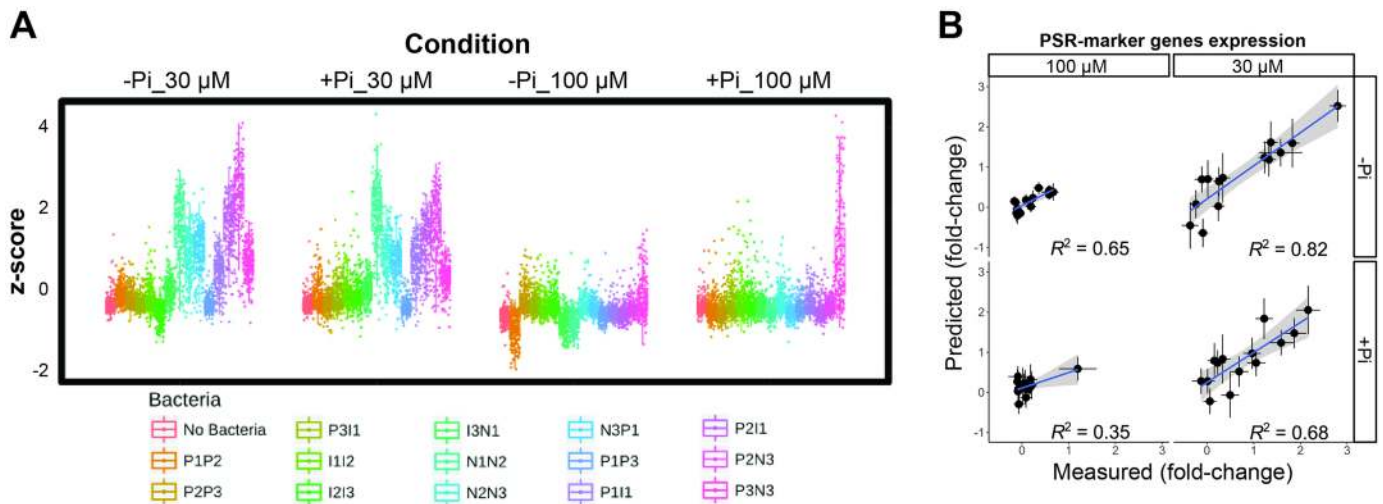 A
Condition
-Pi_30 µM +Pi_30 µM -Pi_100 µM +Pi_100 µM
z-score
4
2
0
-2
Bacteria
No Bacteria P3I1 I3N1 N3P1 P2I1
P1P2 I1I2 N1N2 P1P3 P2N3
P2P3 I2I3 N2N3 P1I1 P3N3
B
PSR-marker genes expression
100 µM 30 µM
Predicted (fold-change)
3
2
1
0
-1
R² = 0.65 R² = 0.82
-Pi
3
2
1
0
-1
R² = 0.35 R² = 0.68
+Pi
0 1 2 3 0 1 2 3
Measured (fold-change)